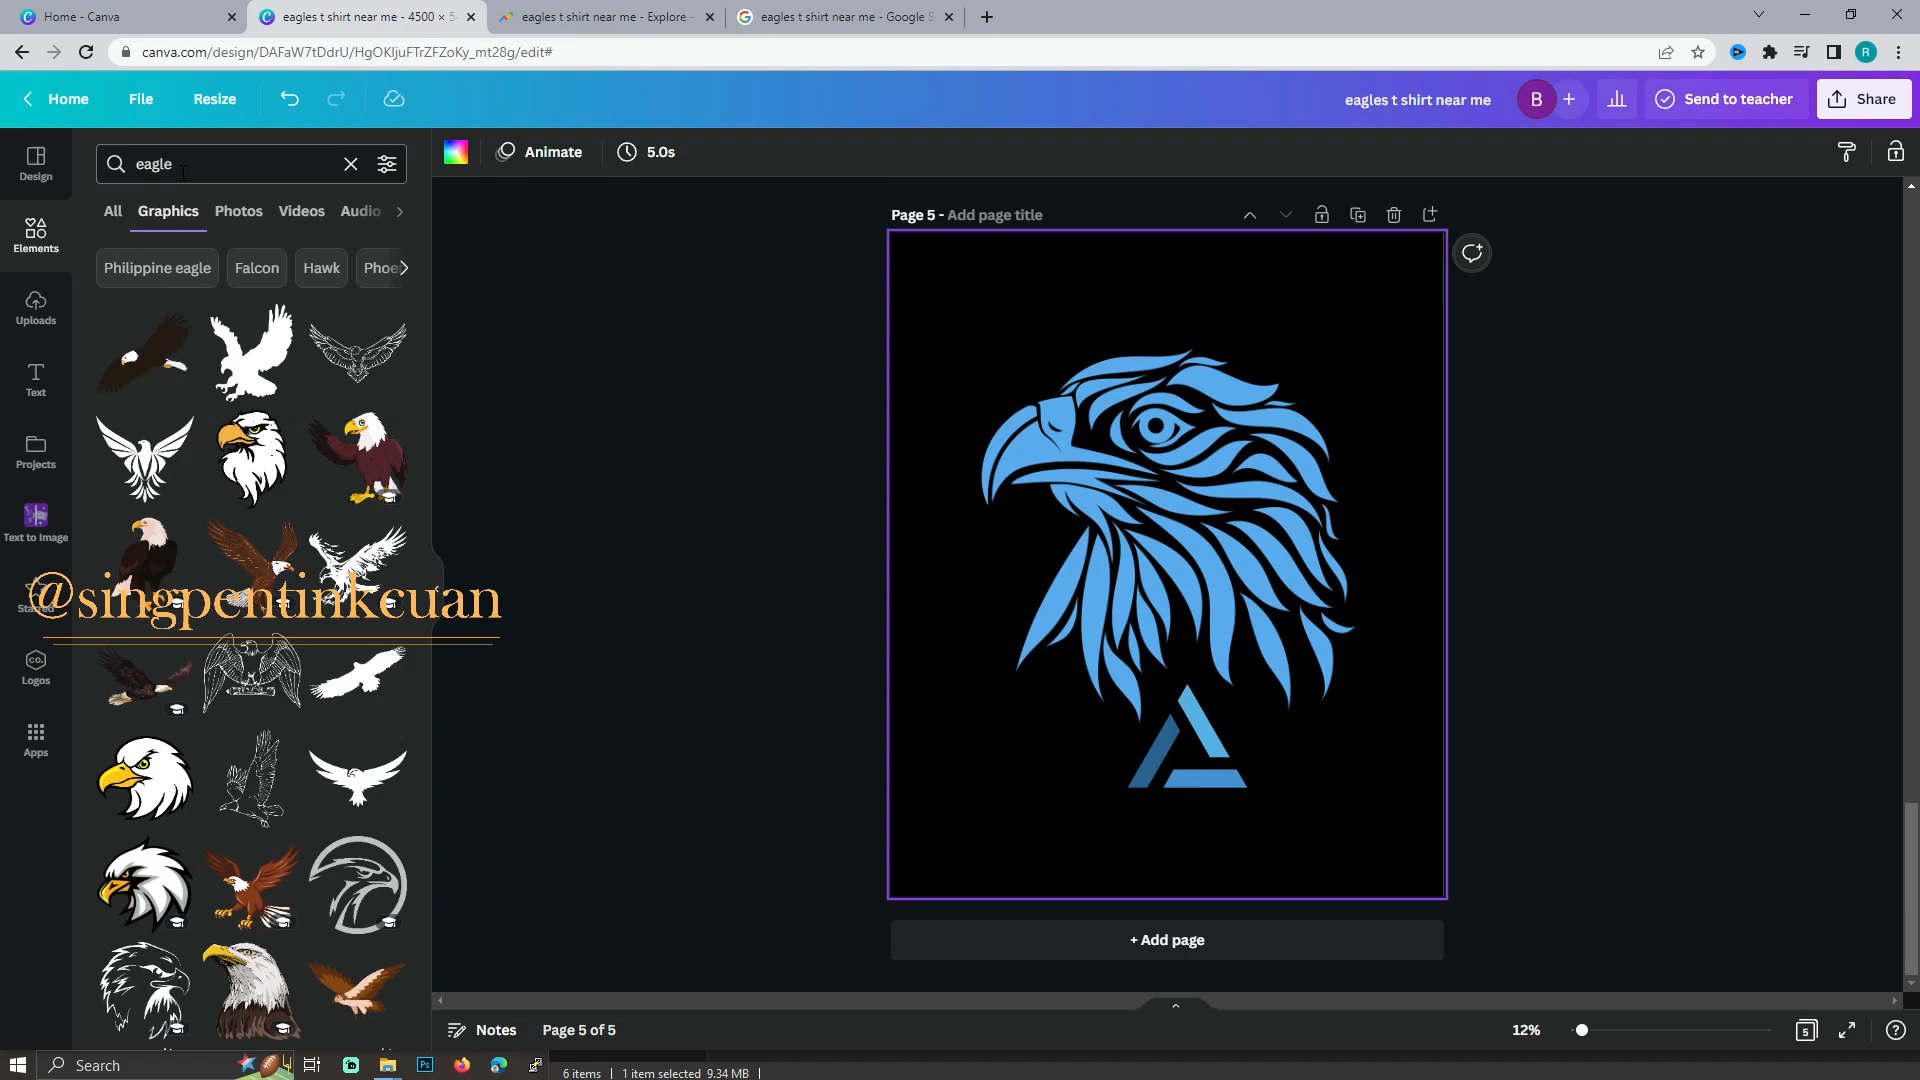 Home - Canva
eagles t shirt near me - 4500 × 5
eagles t shirt near me - Explore -
eagles t shirt near me - Google S
canva.com/design/DAFaW7tDdrU/HgOKIjuFTrZFZoKy_mt28g/edit#
R
Home
File
Resize
eagles t shirt near me
B
Send to teacher
Share
Design
eagle
Animate
5.0s
All
Graphics
Photos
Videos
Audio
Page 5 - Add page title
Elements
Philippine eagle
Falcon
Hawk
Uploads
Text
Projects
Text to Image
@singpentinkcuan
CO.
Logos
Apps
+ Add page
Notes
Page 5 of 5
12%
5
Search
Ps
6 items
1 item selected 9.34 MB